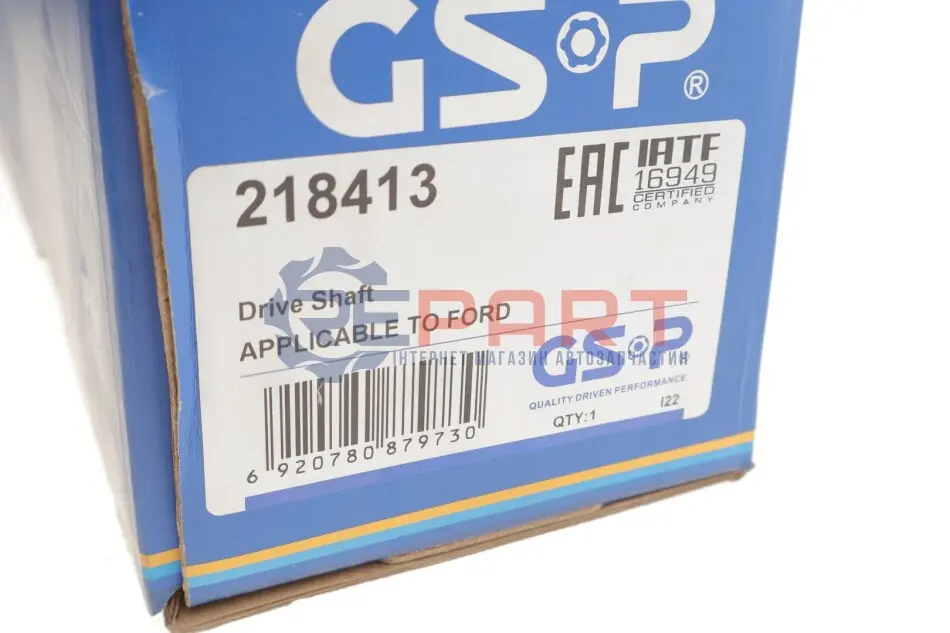 GSP®
218413
EAC
IATF
16949
CERTIFIED
COMPANY
Drive Shaft
APPLICABLE TO FORD
REPART
ІНТЕРНЕТ МАГАЗИН АВТОЗАПЧАСТИН
GSP®
QUALITY DRIVEN PERFORMANCE
QTY:1 I22
6 920780 879730